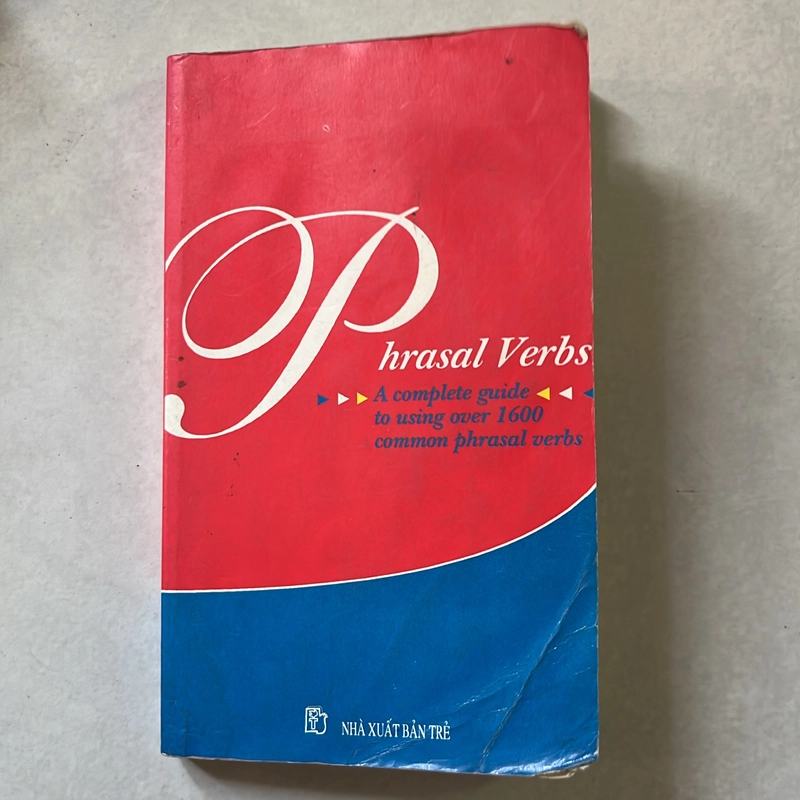 Phrasal Verbs
A complete guide
to using over 1600
common phrasal verbs
NHÀ XUẤT BẢN TRẺ